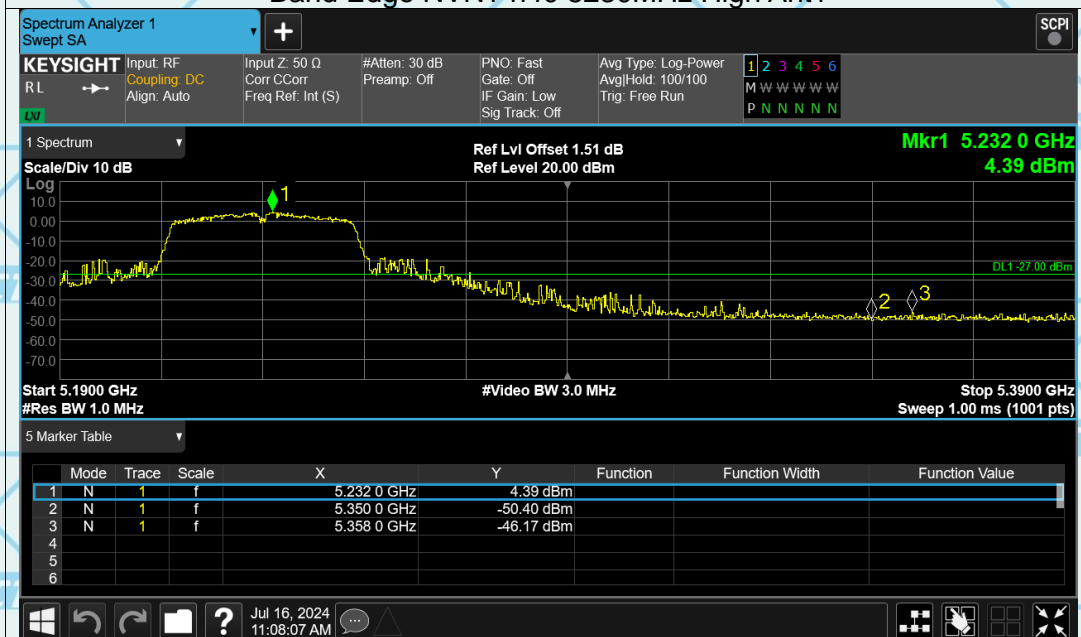 Spectrum Analyzer 1
Swept SA
+
SCPI
KEYSIGHT
RL
LXI
Input: RF
Coupling: DC
Align: Auto
Input Z: 50 Ω
Corr CCorr
Freq Ref: Int (S)
#Atten: 30 dB
Preamp: Off
PNO: Fast
Gate: Off
IF Gain: Low
Sig Track: Off
Avg Type: Log-Power
Avg|Hold: 100/100
Trig: Free Run
1 2 3 4 5 6
M W W W W W
P N N N N N
1 Spectrum
Scale/Div 10 dB
Ref Lvl Offset 1.51 dB
Ref Level 20.00 dBm
Mkr1 5.232 0 GHz
4.39 dBm
Log
10.0
0.00
-10.0
-20.0
-30.0
-40.0
-50.0
-60.0
-70.0
1
DL1 -27.00 dBm
2
3
Start 5.1900 GHz
#Video BW 3.0 MHz
Stop 5.3900 GHz
#Res BW 1.0 MHz
Sweep 1.00 ms (1001 pts)
5 Marker Table
Mode Trace Scale X Y Function Function Width Function Value
1 N 1 f 5.232 0 GHz 4.39 dBm
2 N 1 f 5.350 0 GHz -50.40 dBm
3 N 1 f 5.358 0 GHz -46.17 dBm
4
5
6
?
Jul 16, 2024
11:08:07 AM